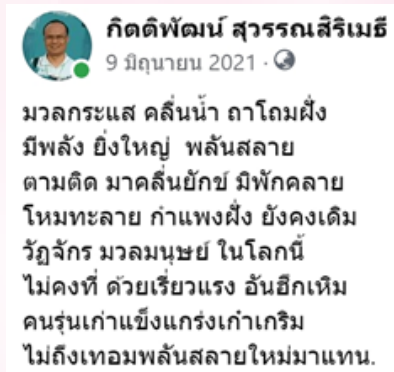 กิตติพัฒน์ สุวรรณสิริเมธี
9 มิถุนายน 2021 ·
มวลกระแส คลื่นน้ำ ถาโถมฝั่ง
มีพลัง ยิ่งใหญ่ พลันสลาย
ตามติด มาคลื่นยักข์ มิพักคลาย
โหมทะลาย กำแพงฝั่ง ยังคงเดิม
วัฏจักร มวลมนุษย์ ในโลกนี้
ไม่คงที่ ด้วยเรี่ยวแรง อันฮึกเหิม
คนรุ่นเก่าแข็งแกร่งเก๋าเกริม
ไม่ถึงเทอมพลันสลายใหม่มาแทน.